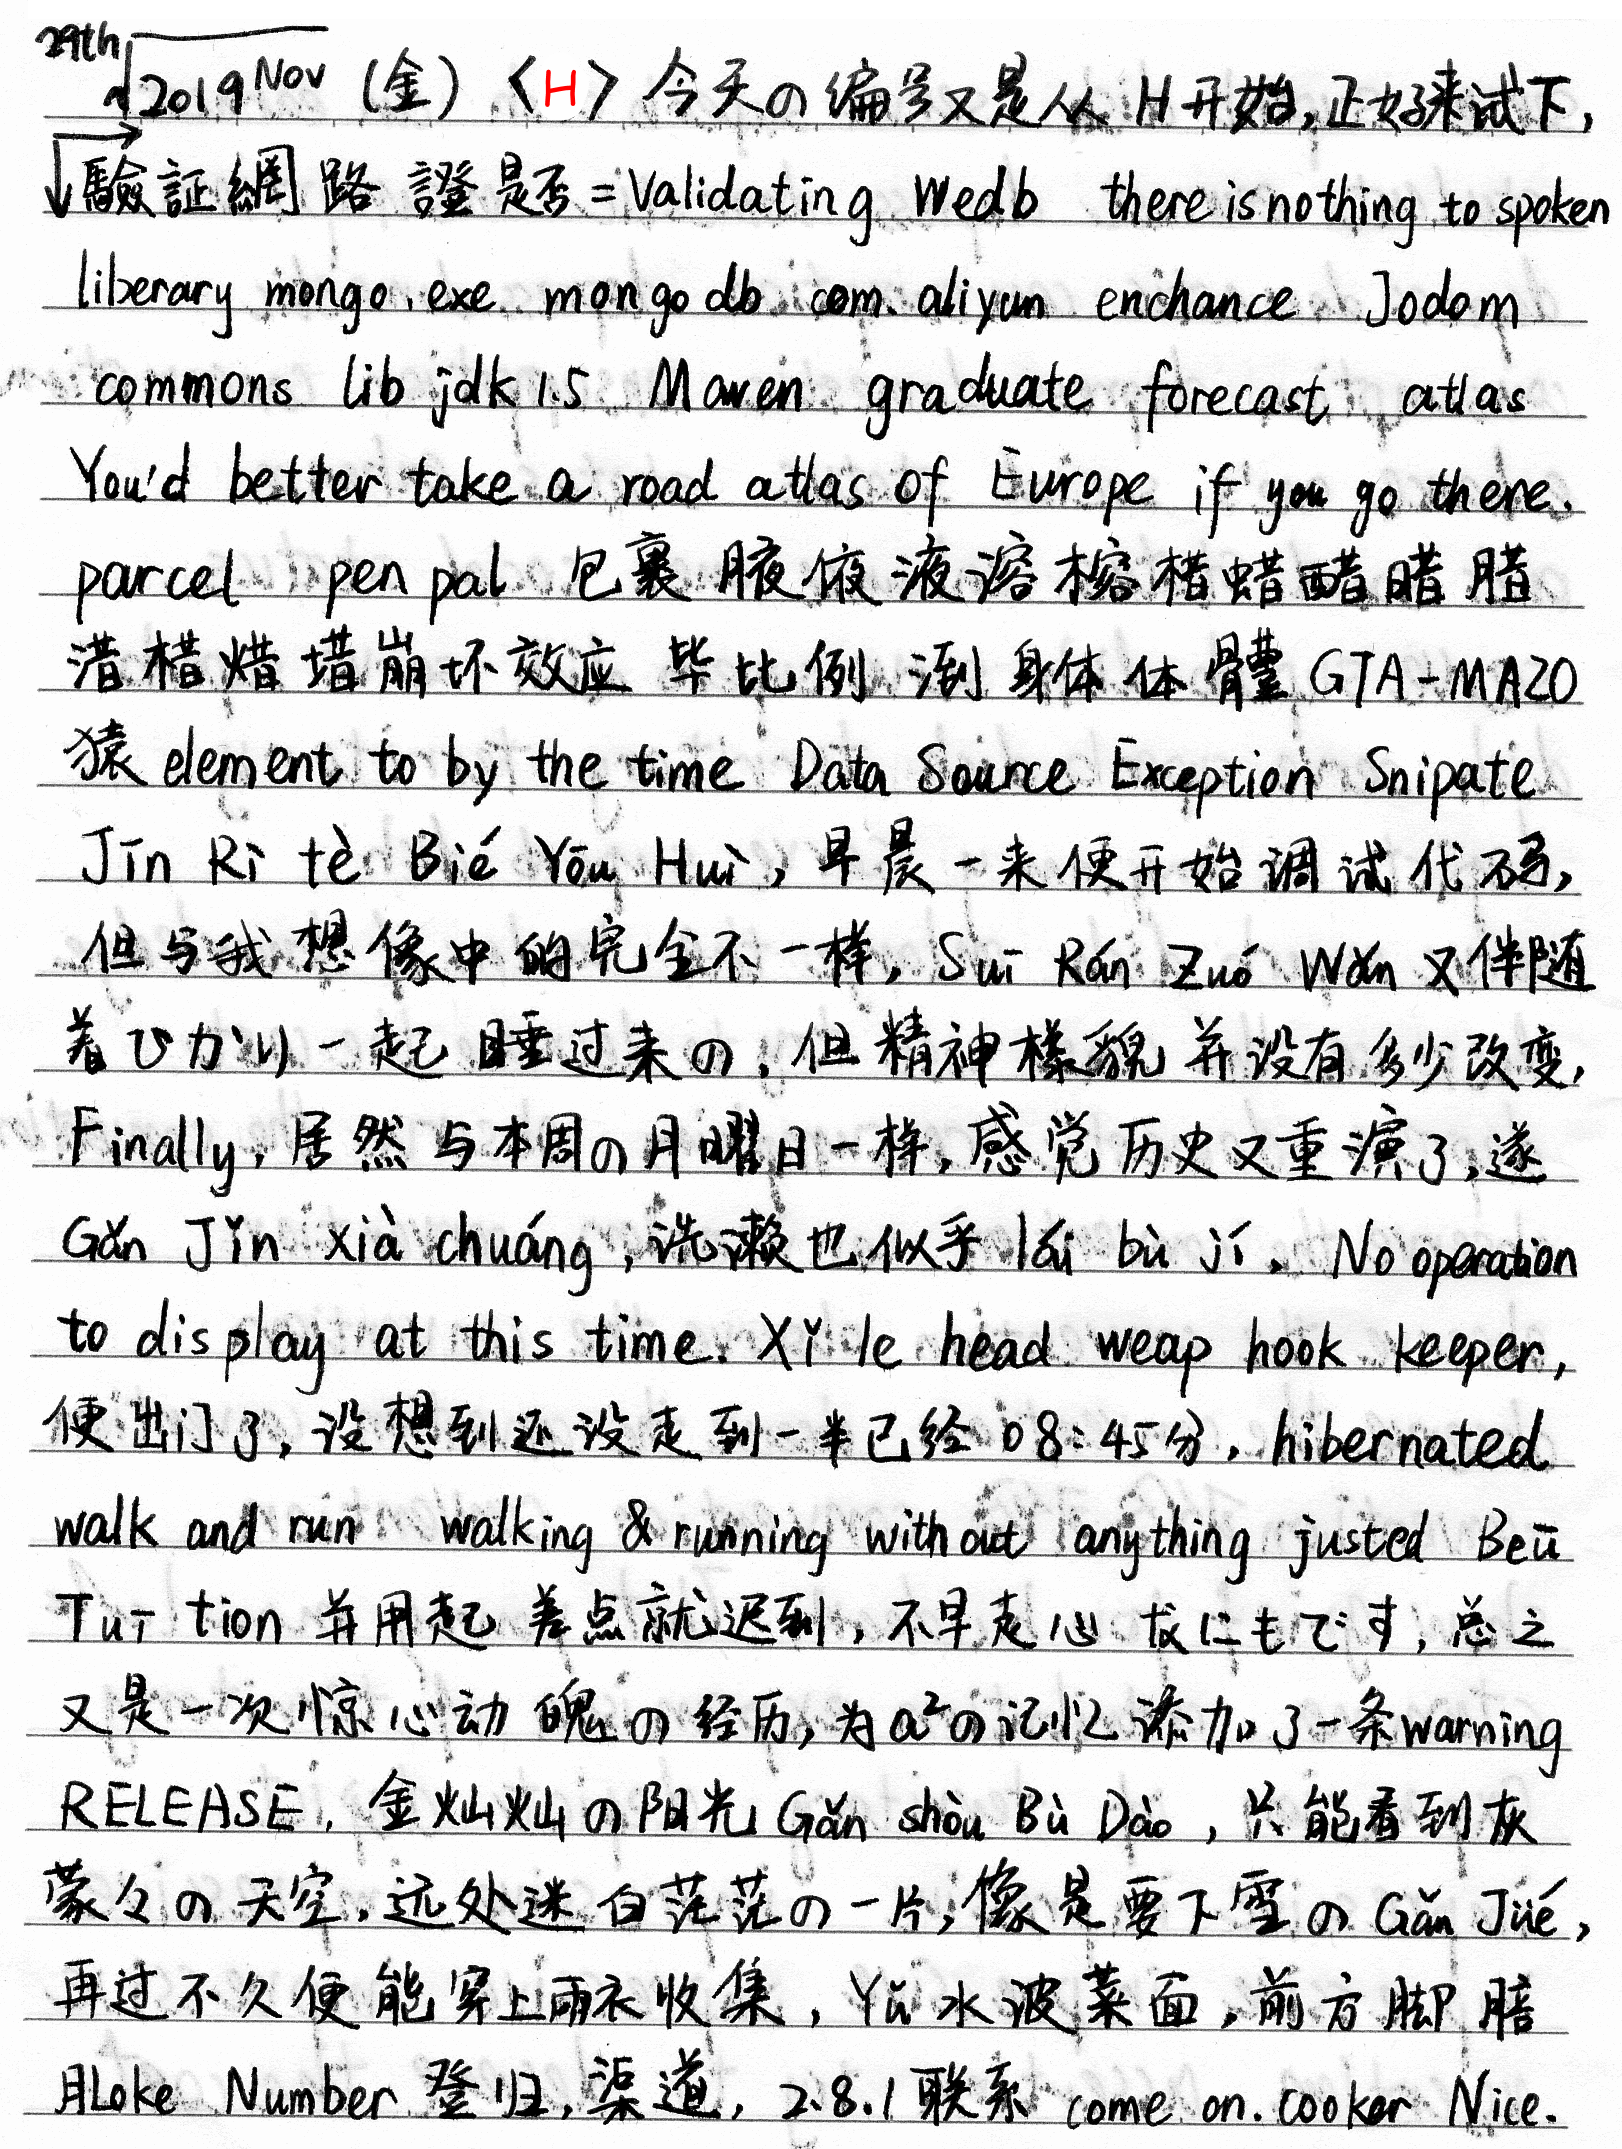 29th
2019 Nov (金) 〈H〉 今天の编号又是从H开始,正好来试下,
驗証網路 證是否=Validating Wedb there is nothing to spoken
liberary mongo.exe mongodb com.aliyun enchance Jodom
commons lib jdk 1.5 Maven graduate forecast atlas
You'd better take a road atlas of Europe if you go there.
parcel pen pal 包裹 腋 液溶榕楮蜡醋腊
崩坏效应 毕比例 身体体 GTA-MAZO
猿 element to by the time Data Source Exception Snipate
Jīn Rì tè Bié Yōu Huì, 早晨一来便开始调试代码,
但与我想像中的完全不一样, Suī Rán Zuó Wǎn 又伴随
着ひかり一起睡过来の,但精神樣貌并没有多少改变,
Finally, 居然与本周の月曜日一样,感觉历史又重演了,遂
Gǎn Jǐn xià chuáng, 洗漱也似乎 lái bù jí. No operation
to display at this time. Xǐ le head weap hook keeper,
便出门了,没想到还没走到一半已经08:45分. hibernated
walk and run walking & running without anything justed Beū
Tuī tion 并用起 差点就迟到,不早走心 にもです,总之
又是一次惊心动魄の经历,为a²の记忆添加了一条warning
RELEASE, 金灿灿の阳光 Gǎn shòu Bù Dào, 只能看到灰
蒙々の天空,远处迷白茫茫の一片,像是要下雪の Gǎn Jüé,
再过不久便能穿上雨衣收集, Yǔ 水波菜面,前方脚
Loke Number 登归,渠道, 2.8.1联系 come on. cooker Nice.